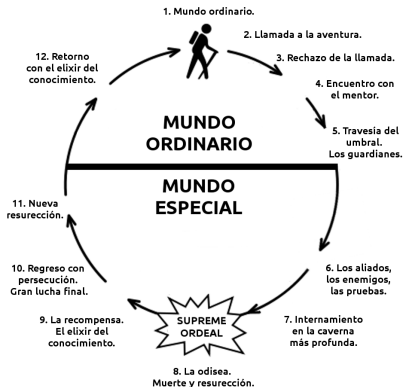 1. Mundo ordinario.
2. Llamada a la aventura.
3. Rechazo de la llamada.
4. Encuentro con
el mentor.
5. Travesia del
umbral.
Los guardianes.
MUNDO
ORDINARIO
MUNDO
ESPECIAL
6. Los aliados,
los enemigos,
las pruebas.
7. Internamiento
en la caverna
más profunda.
SUPREME
ORDEAL
8. La odisea.
Muerte y resurección.
9. La recompensa.
El elixir del
conocimiento.
10. Regreso con
persecución.
Gran lucha final.
11. Nueva
resurección.
12. Retorno
con el elixir del
conocimiento.